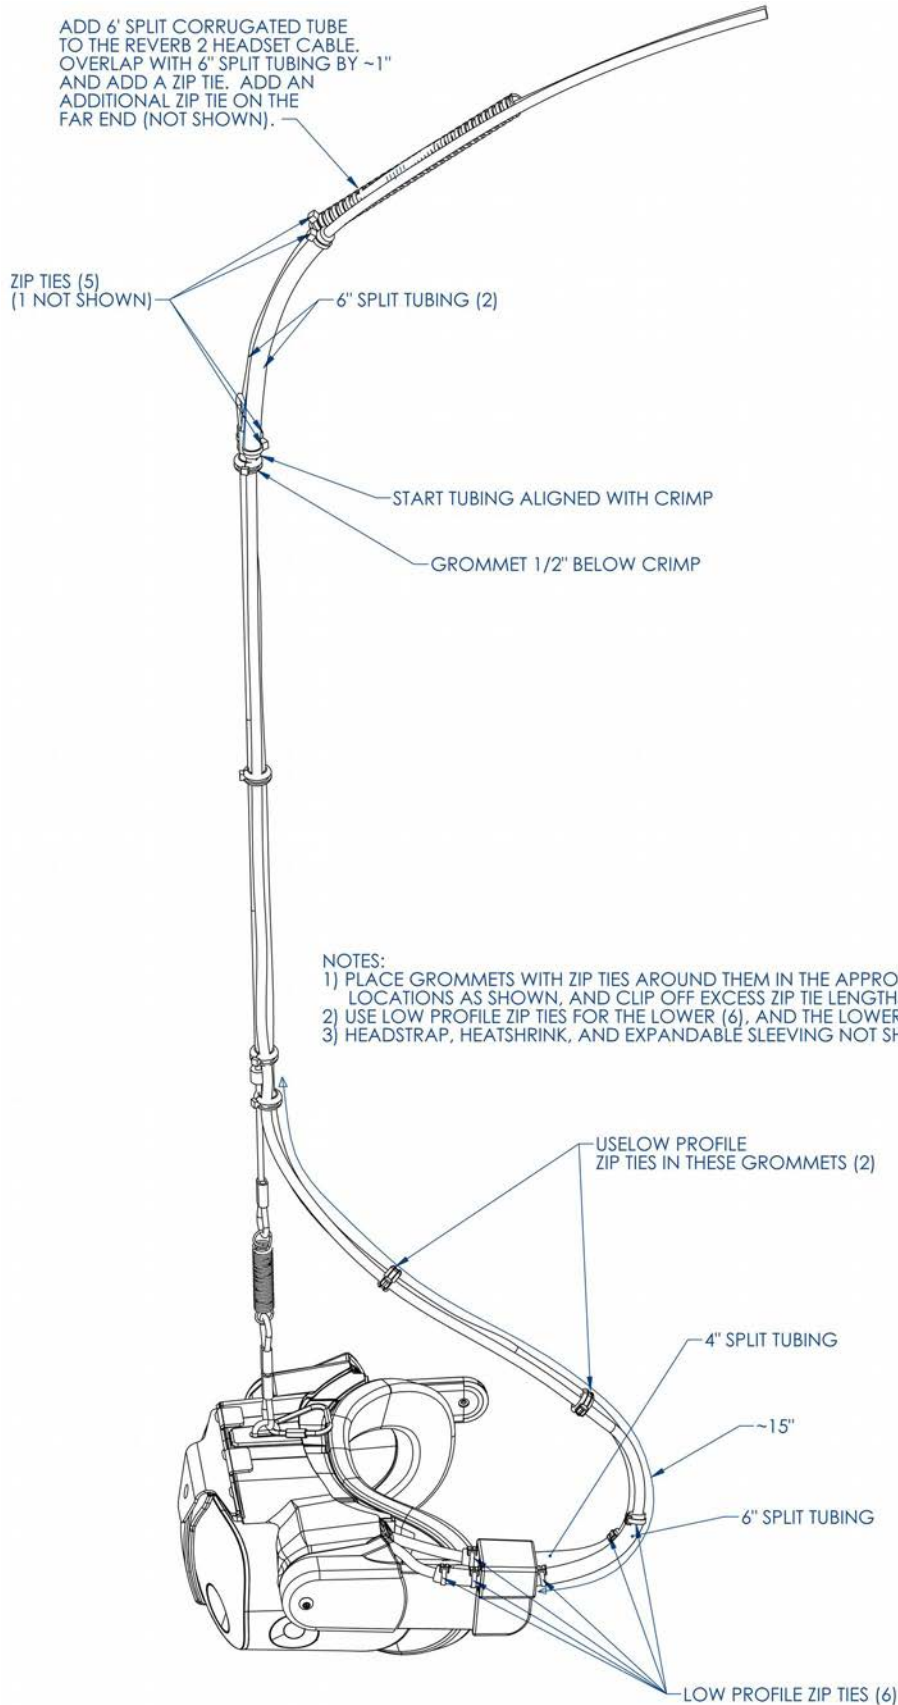 ADD 6' SPLIT CORRUGATED TUBE
TO THE REVERB 2 HEADSET CABLE.
OVERLAP WITH 6" SPLIT TUBING BY ~1"
AND ADD A ZIP TIE. ADD AN
ADDITIONAL ZIP TIE ON THE
FAR END (NOT SHOWN).
ZIP TIES (5)
(1 NOT SHOWN)
6" SPLIT TUBING (2)
START TUBING ALIGNED WITH CRIMP
GROMMET 1/2" BELOW CRIMP
NOTES:
1) PLACE GROMMETS WITH ZIP TIES AROUND THEM IN THE APPRO
LOCATIONS AS SHOWN, AND CLIP OFF EXCESS ZIP TIE LENGTH
2) USE LOW PROFILE ZIP TIES FOR THE LOWER (6), AND THE LOWER
3) HEADSTRAP, HEATSHRINK, AND EXPANDABLE SLEEVING NOT SH
USELOW PROFILE
ZIP TIES IN THESE GROMMETS (2)
4" SPLIT TUBING
~15"
6" SPLIT TUBING
LOW PROFILE ZIP TIES (6)